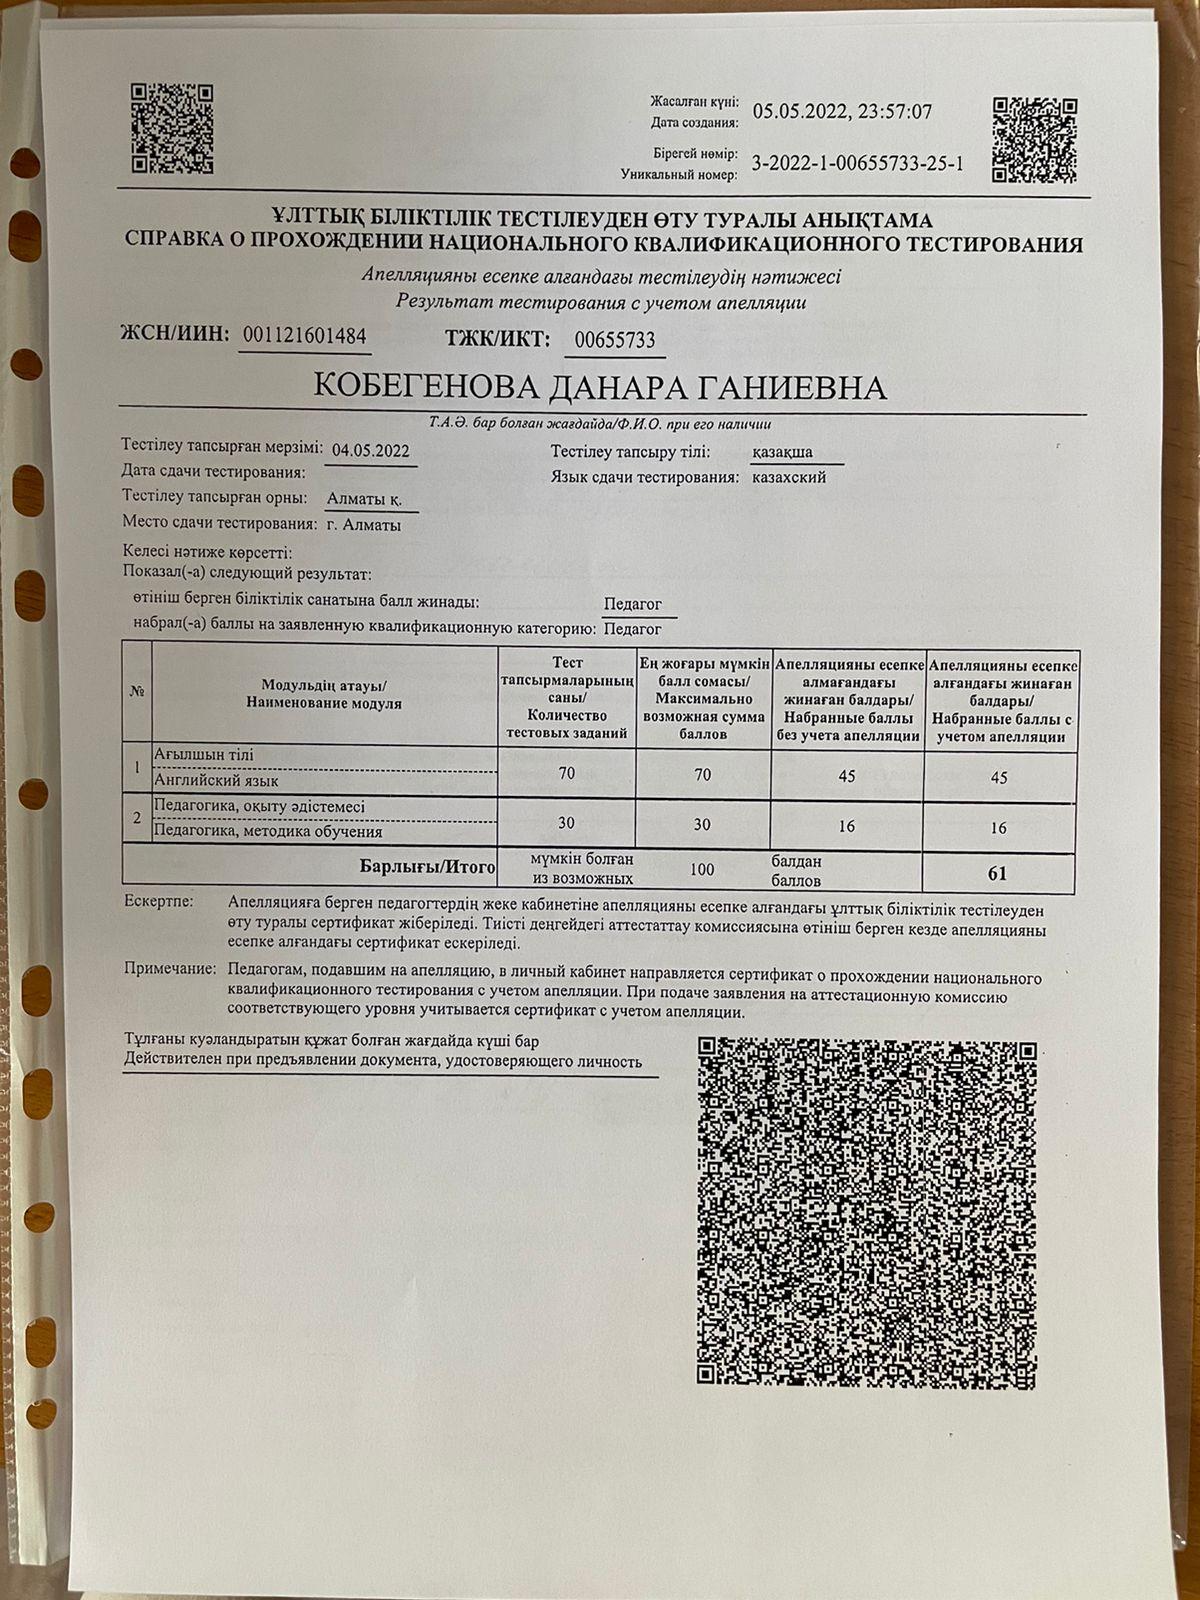 Жасалған күні:
Дата создания:
05.05.2022, 23:57:07
Бірегей нөмір:
Уникальный номер:
3-2022-1-00655733-25-1
ҰЛТТЫҚ БІЛІКТІЛІК ТЕСТІЛЕУДЕН ӨТУ ТУРАЛЫ АНЫҚТАМА
СПРАВКА О ПРОХОЖДЕНИИ НАЦИОНАЛЬНОГО КВАЛИФИКАЦИОННОГО ТЕСТИРОВАНИЯ
Апелляцияны есепке алғандағы тестілеудің нәтижесі
Результат тестирования с учетом апелляции
ЖСН/ИИН: 001121601484 ТЖК/ИКТ: 00655733
КОБЕГЕНОВА ДАНАРА ГАНИЕВНА
Т.А.Ә. бар болған жағдайда/Ф.И.О. при его наличии
Тестілеу тапсырған мерзімі: 04.05.2022 Тестілеу тапсыру тілі: қазақша
Дата сдачи тестирования: Язык сдачи тестирования: казахский
Тестілеу тапсырған орны: Алматы қ.
Место сдачи тестирования: г. Алматы
Келесі нәтиже көрсетті:
Показал(-а) следующий результат:
өтініш берген біліктілік санатына балл жинады: Педагог
набрал(-а) баллы на заявленную квалификационную категорию: Педагог
№
Модульдің атауы/
Наименование модуля
Тест
тапсырмаларының
саны/
Количество
тестовых заданий
Ең жоғары мүмкін
балл сомасы/
Максимально
возможная сумма
баллов
Апелляцияны есепке
алмағандағы
жинаған балдары/
Набранные баллы
без учета апелляции
Апелляцияны есепке
алғандағы жинаған
балдары/
Набранные баллы с
учетом апелляции
1
Ағылшын тілі
Английский язык
70
70
45
45
2
Педагогика, оқыту әдістемесі
Педагогика, методика обучения
30
30
16
16
Барлығы/Итого
мүмкін болған
из возможных
100
балдан
баллов
61
Ескертпе: Апелляцияға берген педагогтердің жеке кабинетіне апелляцияны есепке алғандағы ұлттық біліктілік тестілеуден
өту туралы сертификат жіберіледі. Тиісті деңгейдегі аттестаттау комиссиясына өтініш берген кезде апелляцияны
есепке алғандағы сертификат ескеріледі.
Примечание: Педагогам, подавшим на апелляцию, в личный кабинет направляется сертификат о прохождении национального
квалификационного тестирования с учетом апелляции. При подаче заявления на аттестационную комиссию
соответствующего уровня учитывается сертификат с учетом апелляции.
Тұлғаны куәландыратын құжат болған жағдайда күші бар
Действителен при предъявлении документа, удостоверяющего личность